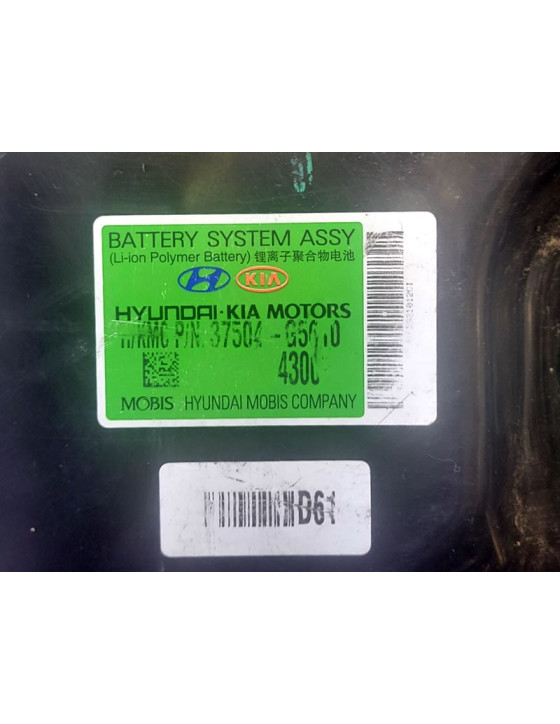 BATTERY SYSTEM ASSY
(Li-ion Polymer Battery) 锂离子聚合物电池
KIA
HYUNDAI·KIA MOTORS
H/KMC P/N: 37504
4300
MOBIS HYUNDAI MOBIS COMPANY